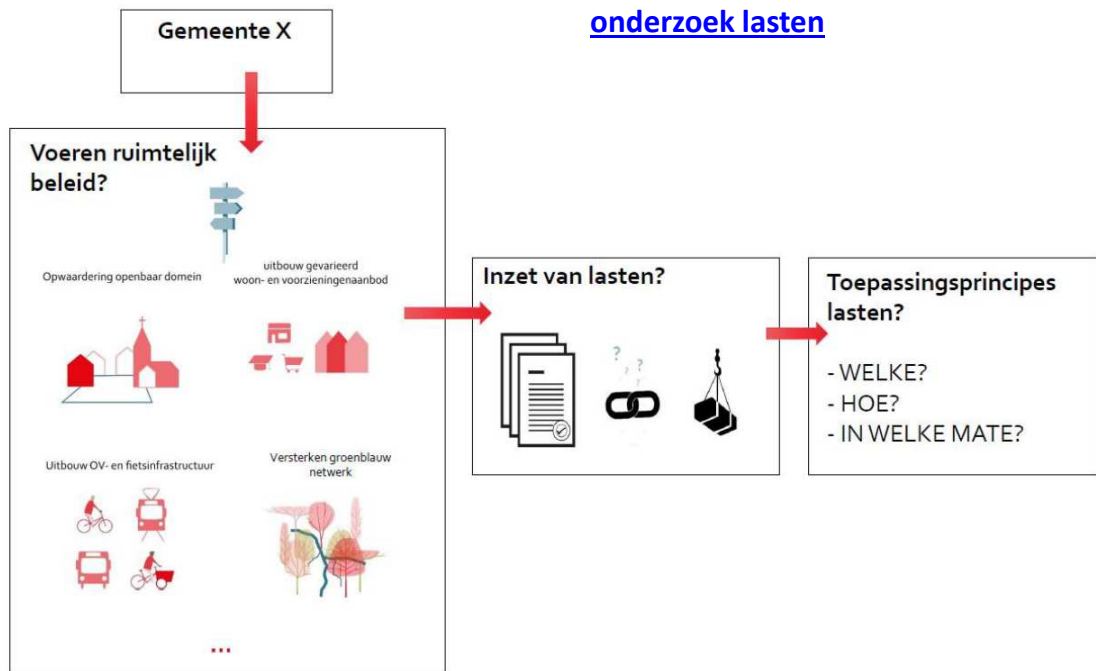 onderzoek lasten
Gemeente X
Voeren ruimtelijk
beleid?
Opwaardering openbaar domein
uitbouw gevarieerd
woon- en voorzieningenaanbod
Uitbouw OV- en fietsinfrastructuur
Versterken groenblauw
netwerk
...
Inzet van lasten?
?
?
?
Toepassingsprincipes
lasten?
- WELKE?
- HOE?
- IN WELKE MATE?